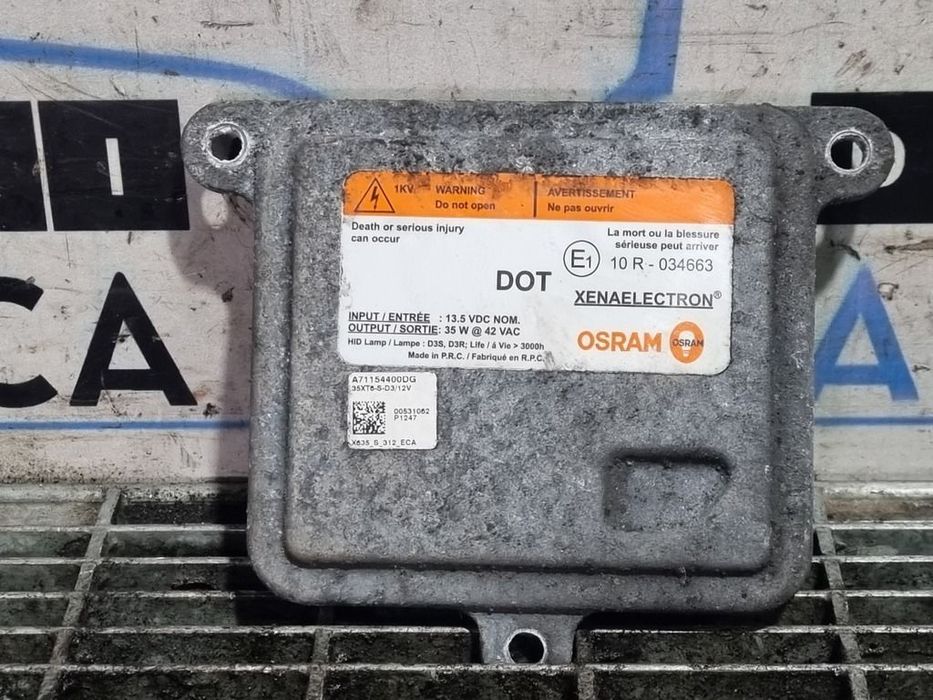 1KV WARNING
Do not open
AVERTISSEMENT
Ne pas ouvrir
Death or serious injury
can occur
La mort ou la blessure
sérieuse peut arriver
DOT
E1 10 R - 034663
XENAELECTRON®
INPUT / ENTRÉE : 13.5 VDC NOM.
OUTPUT / SORTIE: 35 W @ 42 VAC
HID Lamp / Lampe : D3S, D3R; Life / á Vie > 3000h
Made in P.R.C. / Fabriqué en R.P.C.
OSRAM OSRAM
A71154400DG
35XT6-S-D3/12V
00531062
P1247
X635_S_312_ECA
CA
CA